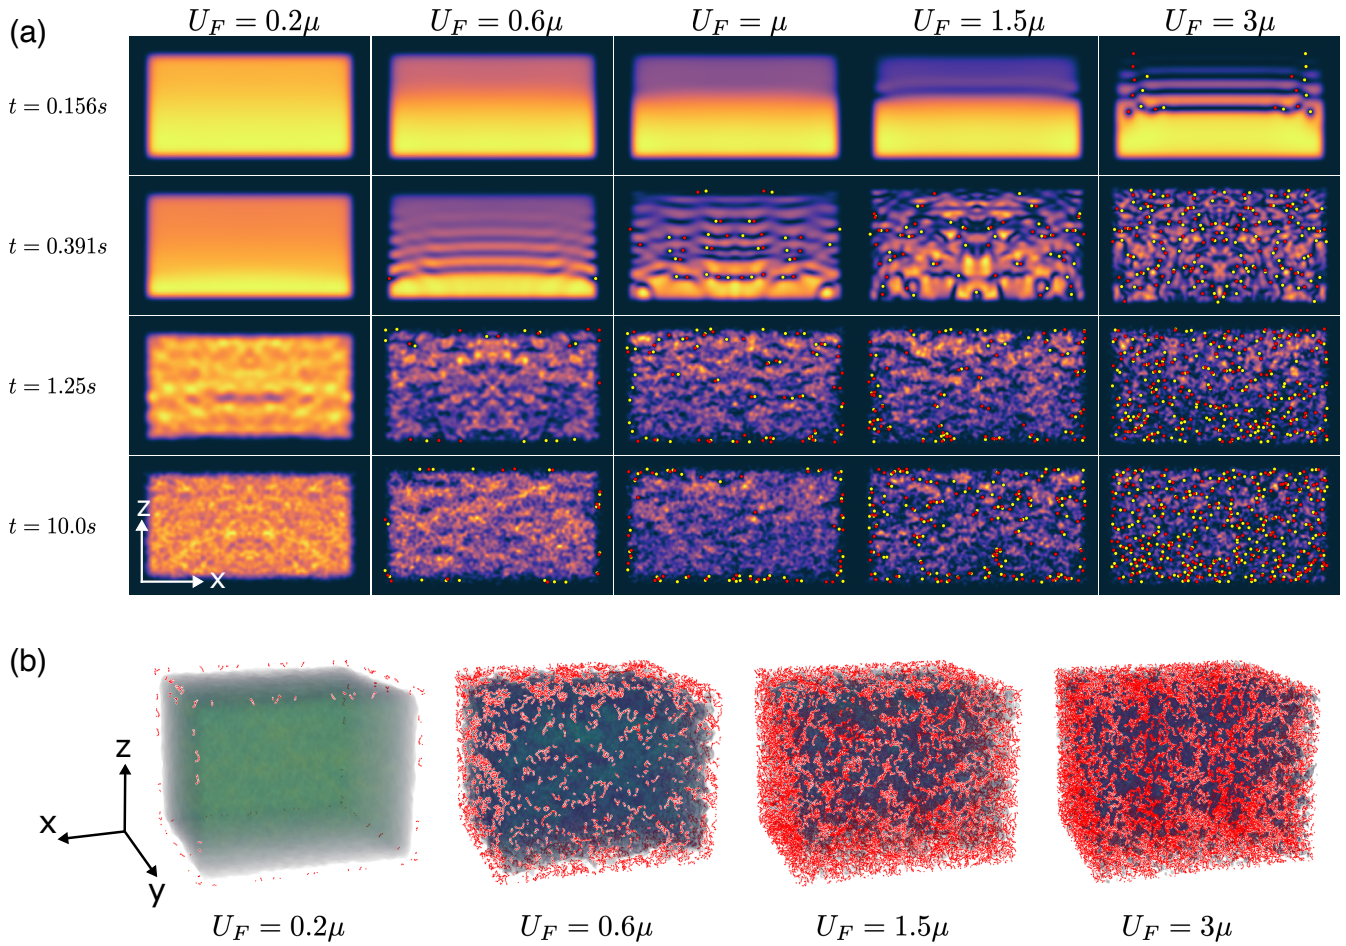 (a)
U_F = 0.2μ U_F = 0.6μ U_F = μ U_F = 1.5μ U_F = 3μ
t = 0.156s
t = 0.391s
t = 1.25s
t = 10.0s
z
x
(b)
z
x
y
U_F = 0.2μ U_F = 0.6μ U_F = 1.5μ U_F = 3μ